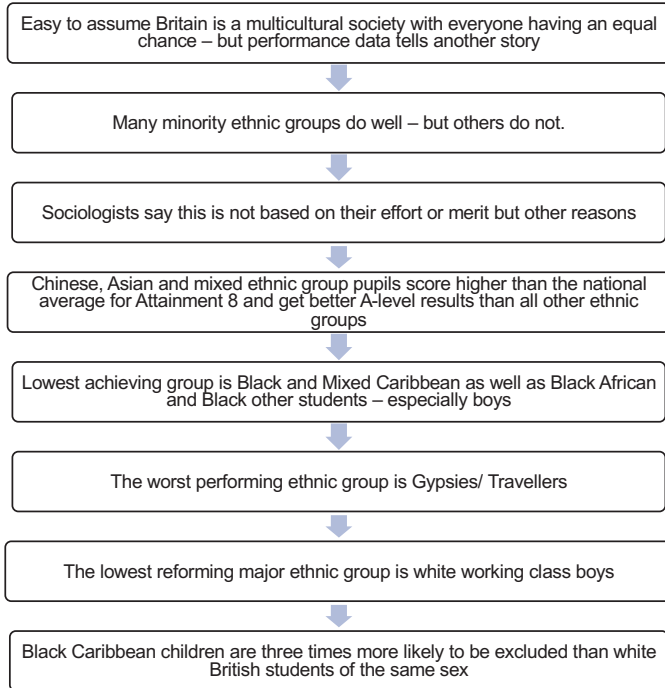 Easy to assume Britain is a multicultural society with everyone having an equal
chance – but performance data tells another story
Many minority ethnic groups do well – but others do not.
Sociologists say this is not based on their effort or merit but other reasons
Chinese, Asian and mixed ethnic group pupils score higher than the national
average for Attainment 8 and get better A-level results than all other ethnic
groups
Lowest achieving group is Black and Mixed Caribbean as well as Black African
and Black other students – especially boys
The worst performing ethnic group is Gypsies/ Travellers
The lowest reforming major ethnic group is white working class boys
Black Caribbean children are three times more likely to be excluded than white
British students of the same sex